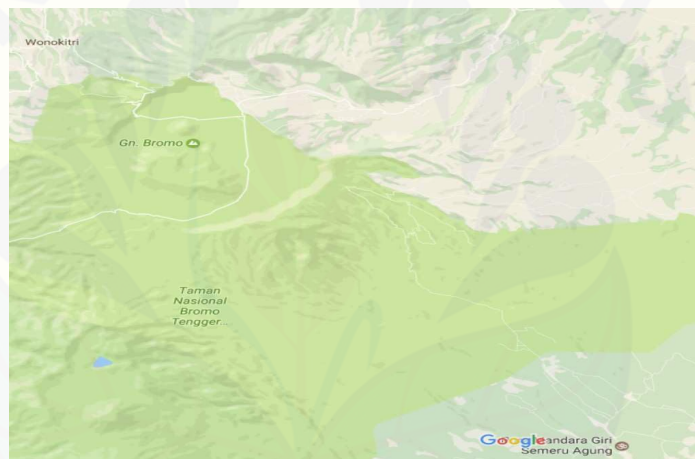 Wonokitri
Gn. Bromo
Taman
Nasional
Bromo
Tengger
Google
andara Giri
Semeru Agung